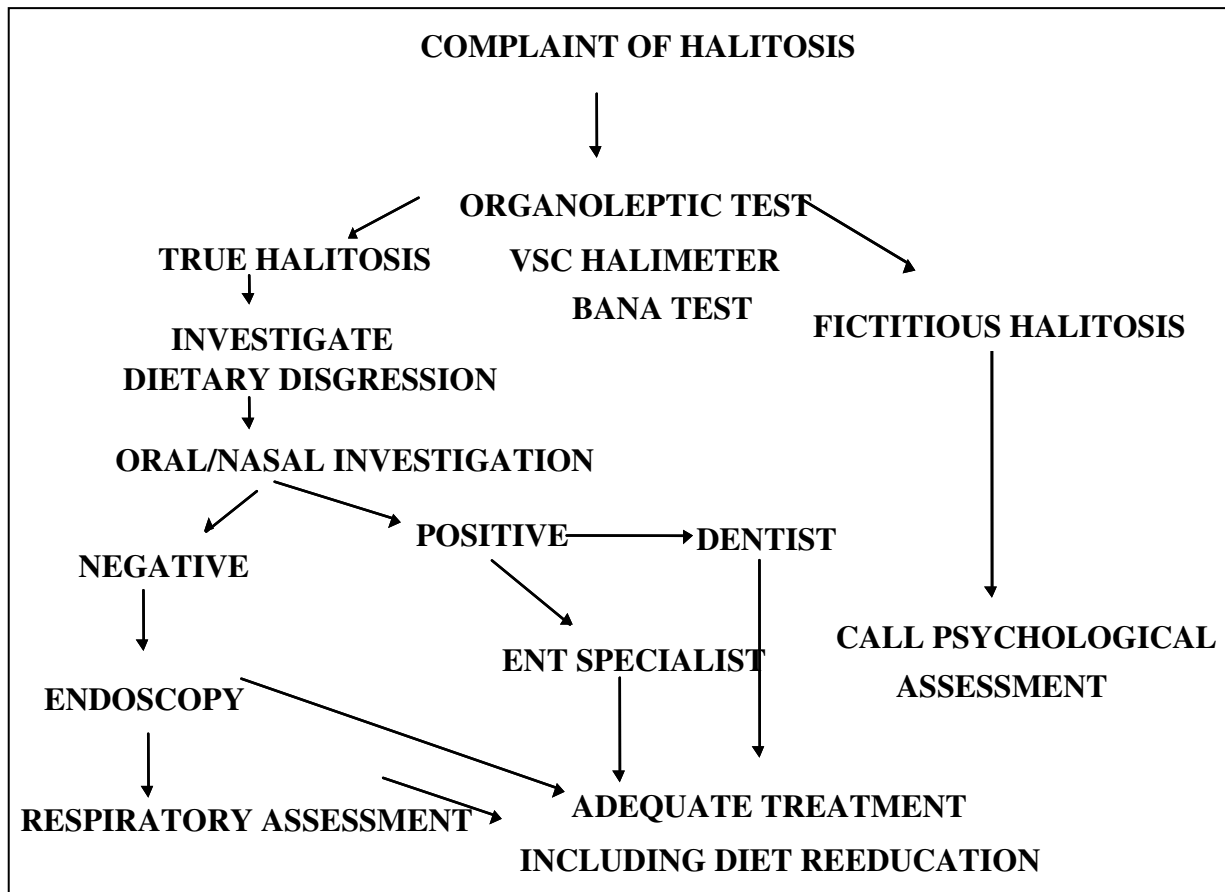 COMPLAINT OF HALITOSIS
ORGANOLEPTIC TEST
TRUE HALITOSIS
VSC HALIMETER
BANA TEST
FICTITIOUS HALITOSIS
INVESTIGATE
DIETARY DISGRESSION
ORAL/NASAL INVESTIGATION
POSITIVE
DENTIST
NEGATIVE
CALL PSYCHOLOGICAL
ASSESSMENT
ENT SPECIALIST
ENDOSCOPY
RESPIRATORY ASSESSMENT
ADEQUATE TREATMENT
INCLUDING DIET REEDUCATION